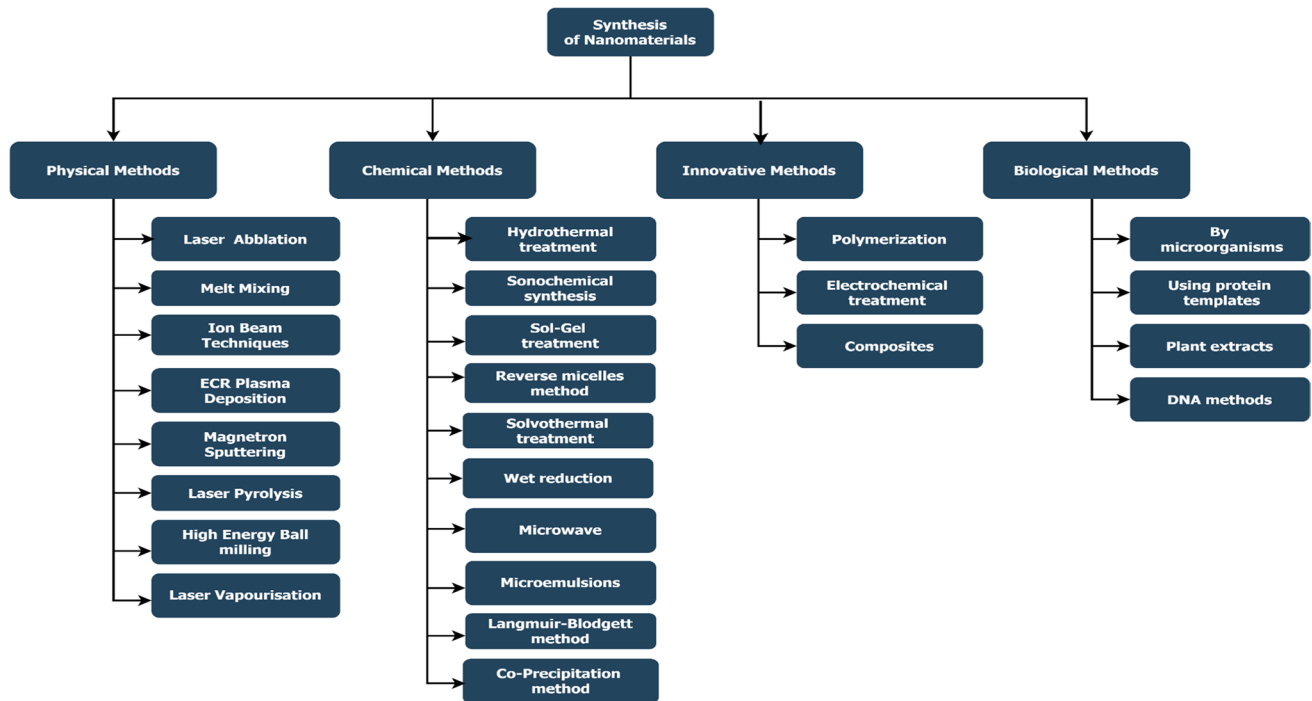 Synthesis
of Nanomaterials
Physical Methods
Chemical Methods
Innovative Methods
Biological Methods
Laser Abblation
Melt Mixing
Ion Beam
Techniques
ECR Plasma
Deposition
Magnetron
Sputtering
Laser Pyrolysis
High Energy Ball
milling
Laser Vapourisation
Hydrothermal
treatment
Sonochemical
synthesis
Sol-Gel
treatment
Reverse micelles
method
Solvothermal
treatment
Wet reduction
Microwave
Microemulsions
Langmuir-Blodgett
method
Co-Precipitation
method
Polymerization
Electrochemical
treatment
Composites
By
microorganisms
Using protein
templates
Plant extracts
DNA methods